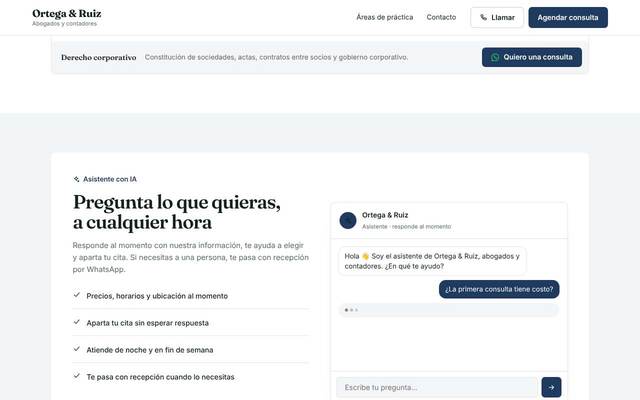 Ortega & Ruiz
Abogados y contadores
Áreas de práctica
Contacto
Llamar
Agendar consulta
Derecho corporativo
Constitución de sociedades, actas, contratos entre socios y gobierno corporativo.
Quiero una consulta
Asistente con IA
Pregunta lo que quieras,
a cualquier hora
Responde al momento con nuestra información, te ayuda a elegir
y aparta tu cita. Si necesitas a una persona, te pasa con recepción
por WhatsApp.
Precios, horarios y ubicación al momento
Aparta tu cita sin esperar respuesta
Atiende de noche y en fin de semana
Te pasa con recepción cuando lo necesitas
Ortega & Ruiz
Asistente · responde al momento
Hola 👋 Soy el asistente de Ortega & Ruiz, abogados y
contadores. ¿En qué te ayudo?
¿La primera consulta tiene costo?
Escribe tu pregunta...